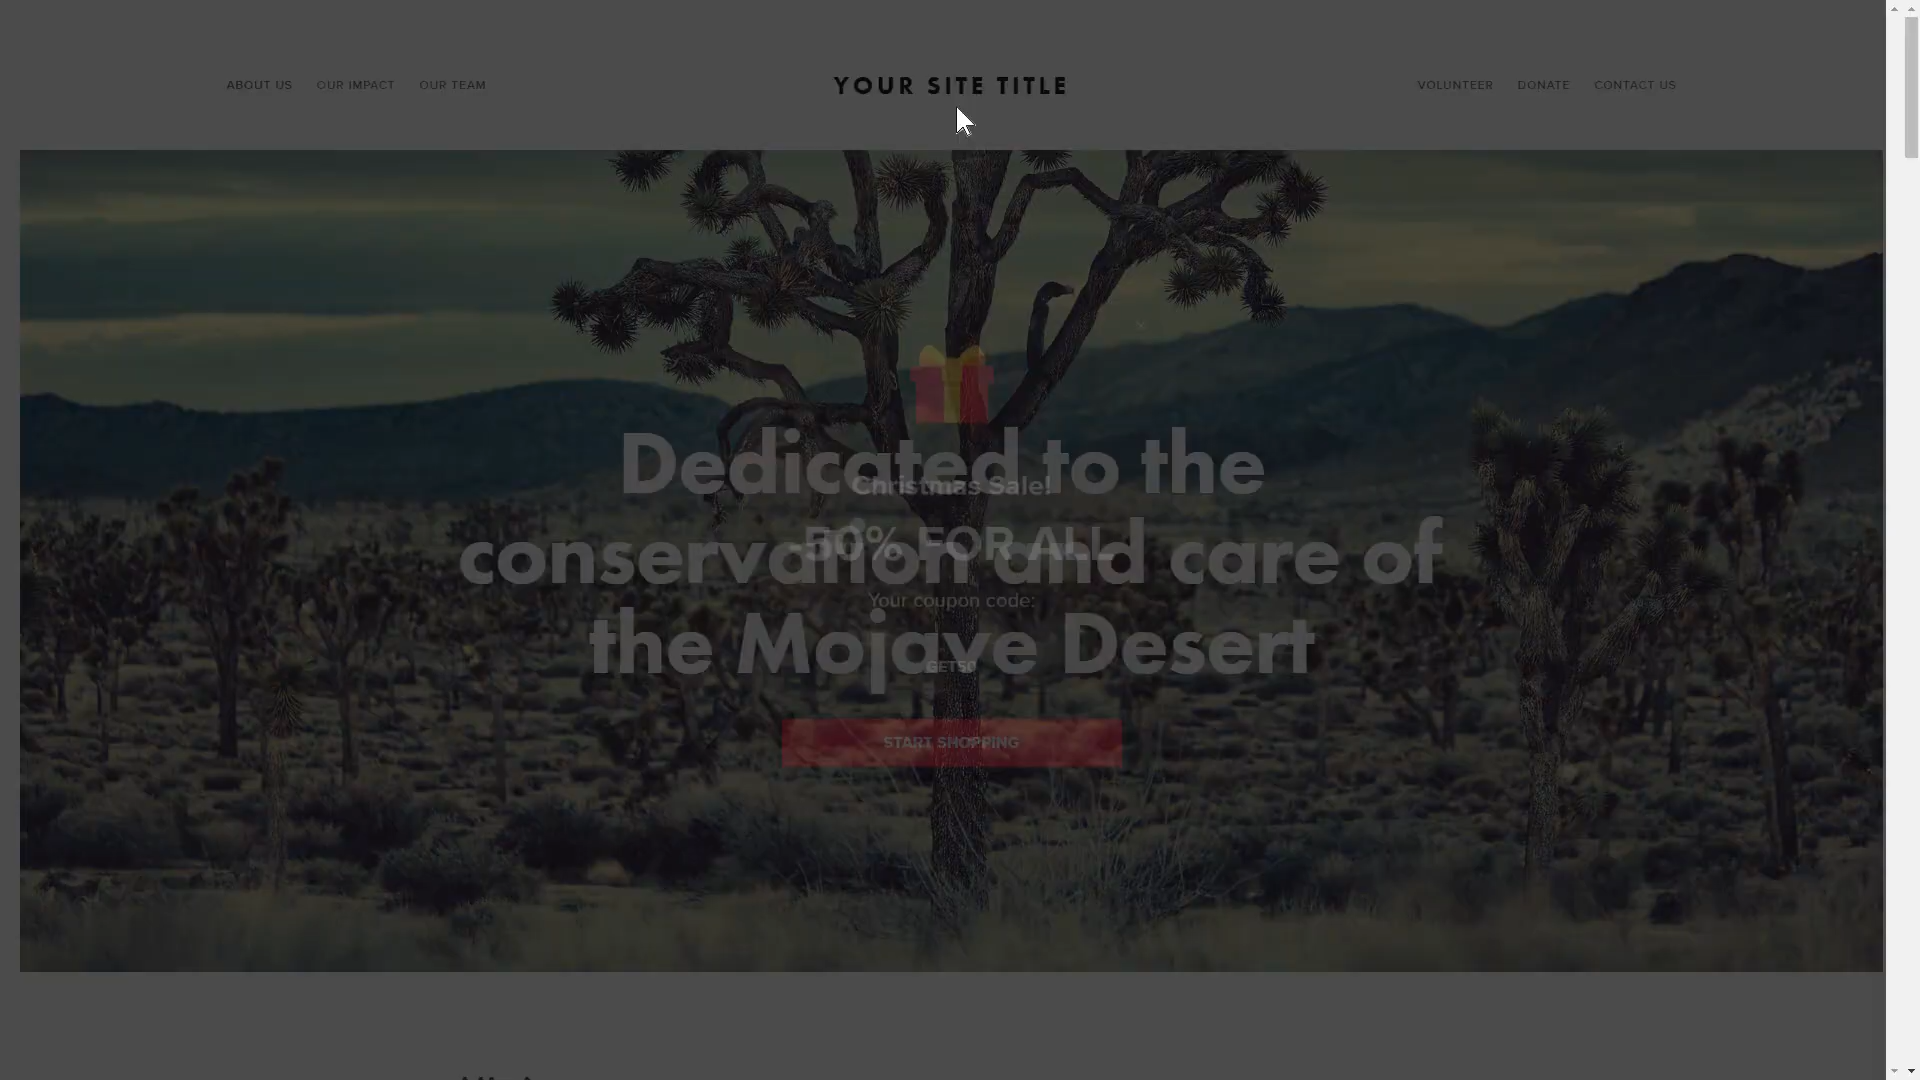 ABOUT US OUR IMPACT OUR TEAM YOUR SITE TITLE VOLUNTEER DONATE CONTACT US
Dedicated to the
Christmas Sale!
-50% FOR ALL
conservation and care of
Your coupon code:
the Mojave Desert
GET50
START SHOPPING